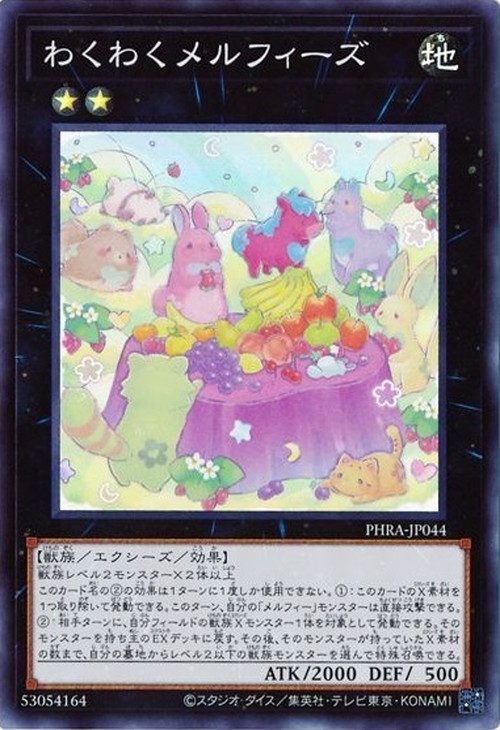 わくわくメルフィーズ
地
PHRA-JP044
【獣族/エクシーズ/効果】
獣族レベル2モンスター×2体以上
このカード名の②の効果は1ターンに1度しか使用できない。①:このカードのX素材を
1つ取り除いて発動できる。このターン、自分の「メルフィー」モンスターは直接攻撃できる。
②:相手ターンに、自分フィールドの獣族Xモンスター1体を対象として発動できる。その
モンスターを持ち主のEXデッキに戻す。その後、そのモンスターが持っていたX素材
の数まで、自分の墓地からレベル2以下の獣族モンスターを選んで特殊召喚できる。
ATK/2000 DEF/ 500
53054164
©スタジオ・ダイス/集英社・テレビ東京・KONAMI